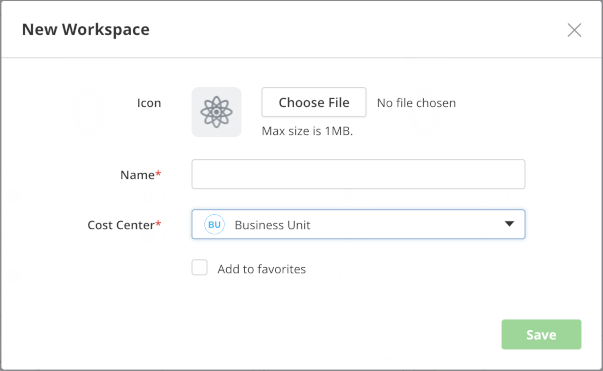 New Workspace
Icon
Choose File No file chosen
Max size is 1MB.
Name*
Cost Center* BU Business Unit
Add to favorites
Save